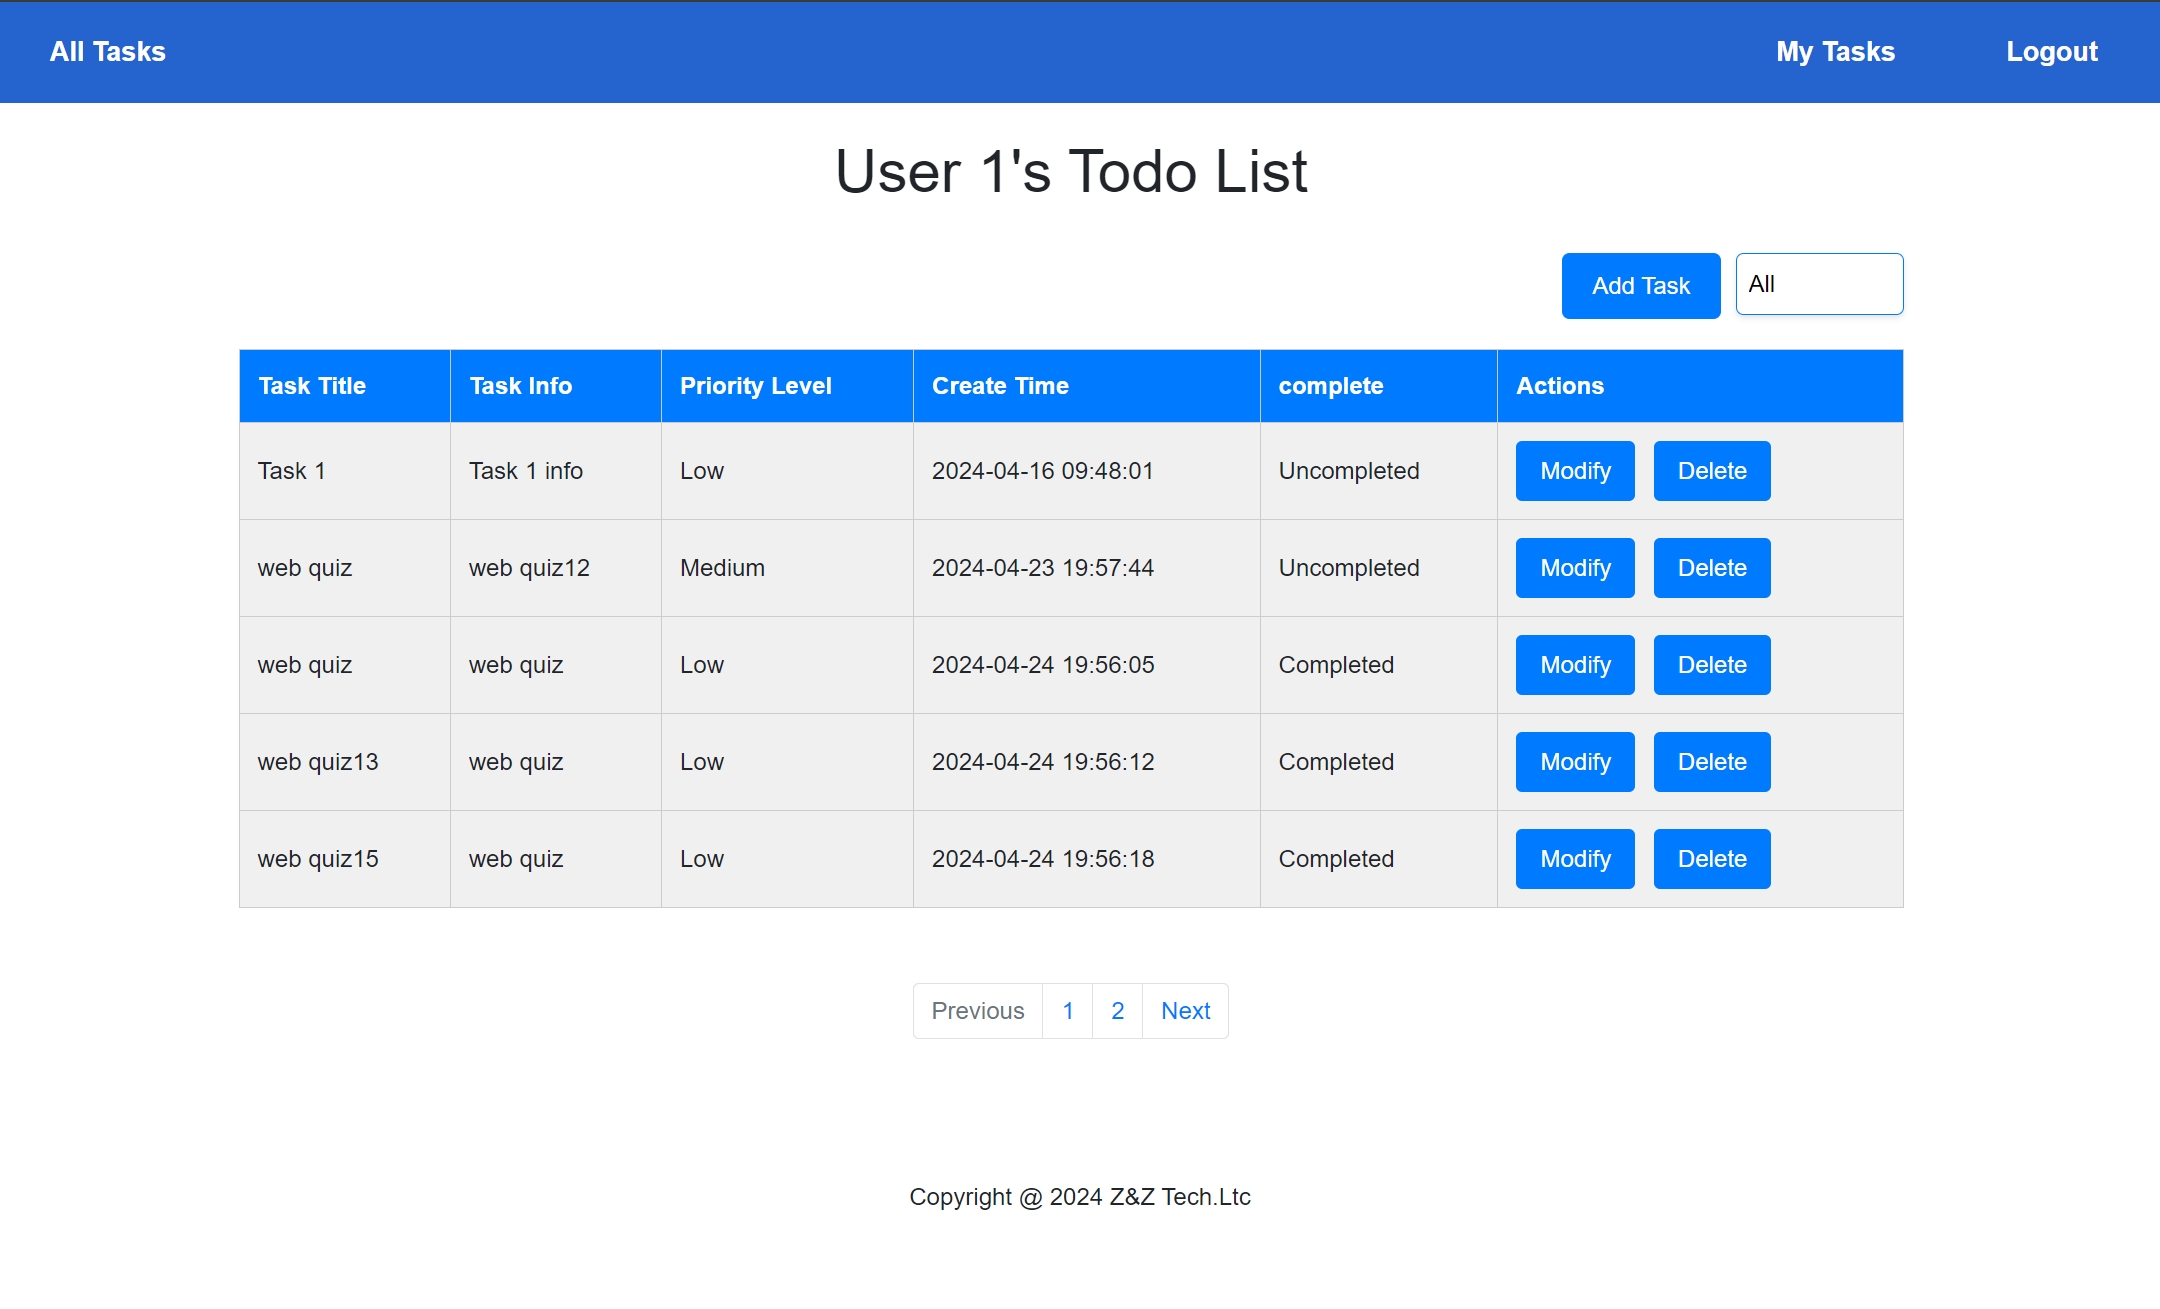 All Tasks My Tasks Logout
User 1's Todo List
Add Task All
Task Title Task Info Priority Level Create Time complete Actions
Task 1 Task 1 info Low 2024-04-16 09:48:01 Uncompleted Modify Delete
web quiz web quiz12 Medium 2024-04-23 19:57:44 Uncompleted Modify Delete
web quiz web quiz Low 2024-04-24 19:56:05 Completed Modify Delete
web quiz13 web quiz Low 2024-04-24 19:56:12 Completed Modify Delete
web quiz15 web quiz Low 2024-04-24 19:56:18 Completed Modify Delete
Previous 1 2 Next
Copyright @ 2024 Z&Z Tech.Ltc